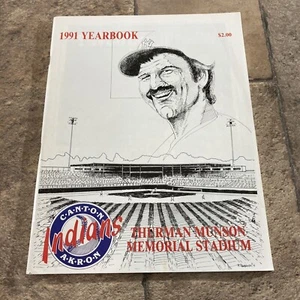 1991 YEARBOOK
$2.00
CANTON
Indians
AKRON
THURMAN MUNSON
MEMORIAL STADIUM